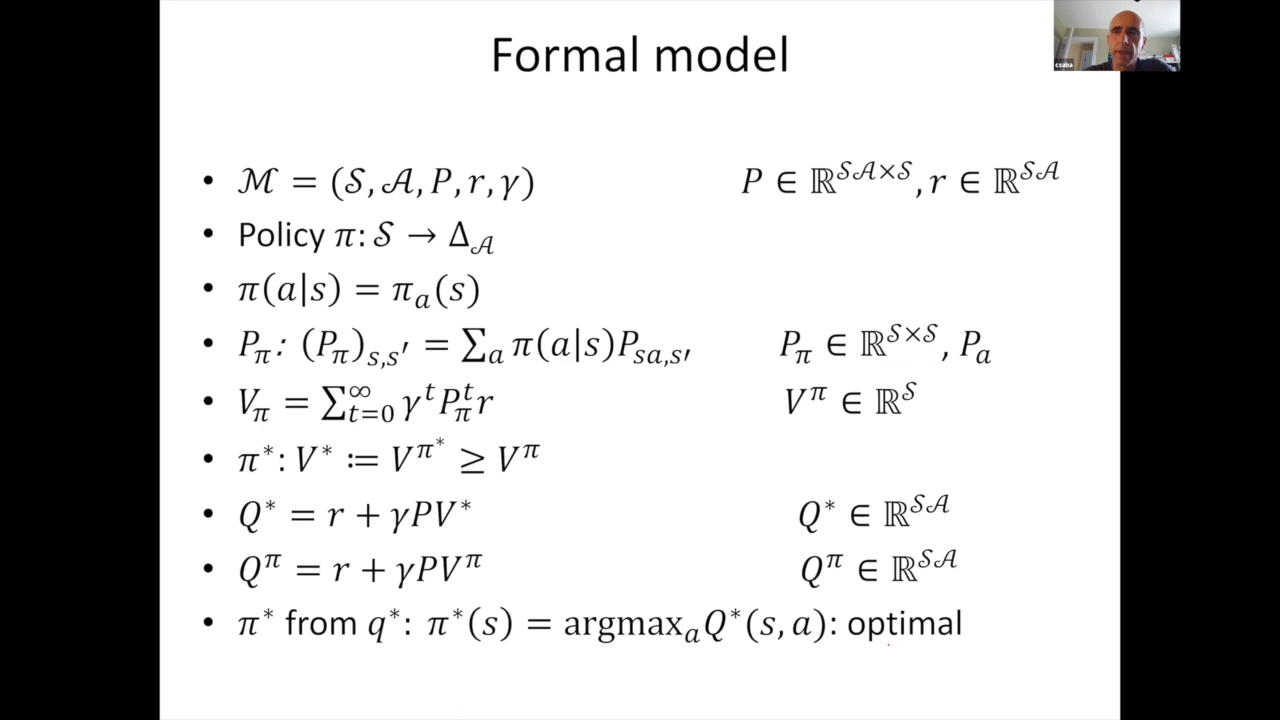 Formal model
csaba
• ℳ = (𝒮, 𝒜, P, r, γ) P ∈ ℝ^{𝒮𝒜×𝒮}, r ∈ ℝ^{𝒮𝒜}
• Policy π: 𝒮 → Δ_𝒜
• π(a|s) = π_a(s)
• P_π: (P_π)_{s,s′} = ∑_a π(a|s)P_{sa,s′} P_π ∈ ℝ^{𝒮×𝒮}, P_a
• V_π = ∑_{t=0}^{∞} γ^t P_π^t r V^π ∈ ℝ^𝒮
• π^*: V^* ≔ V^{π^*} ≥ V^π
• Q^* = r + γPV^* Q^* ∈ ℝ^{𝒮𝒜}
• Q^π = r + γPV^π Q^π ∈ ℝ^{𝒮𝒜}
• π^* from q^*: π^*(s) = argmax_a Q^*(s, a): optimal